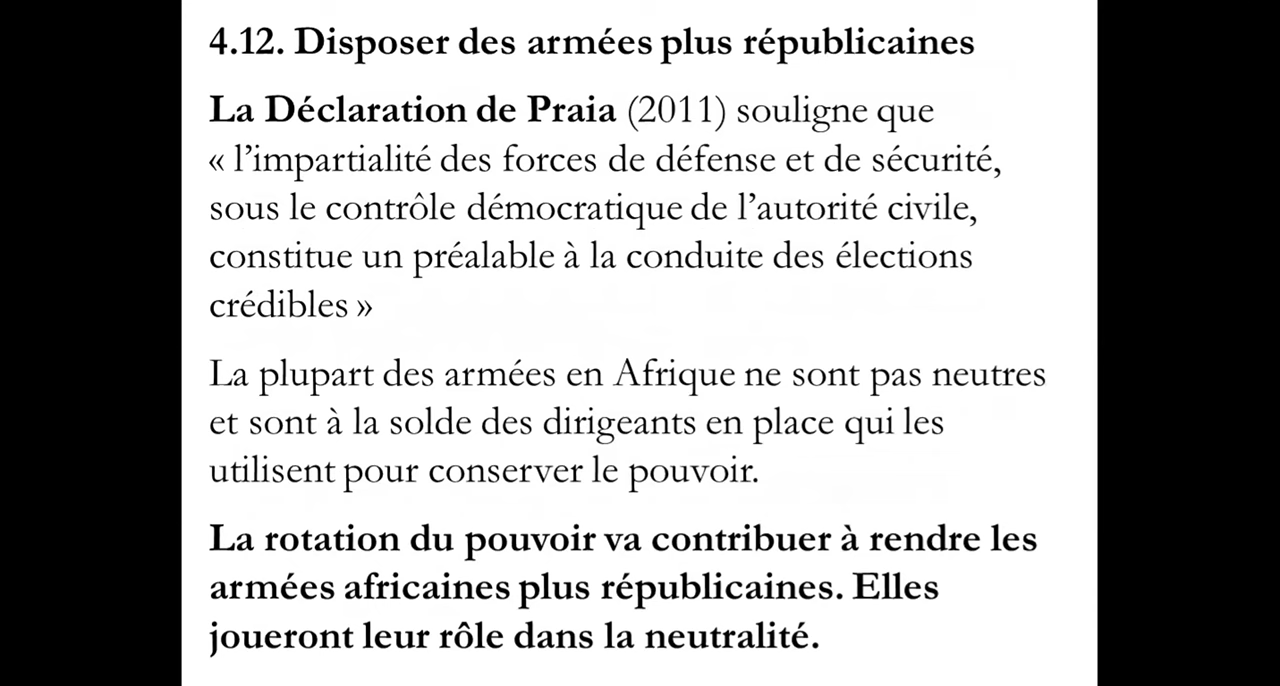 4.12. Disposer des armées plus républicaines
La Déclaration de Praia (2011) souligne que
« l’impartialité des forces de défense et de sécurité,
sous le contrôle démocratique de l’autorité civile,
constitue un préalable à la conduite des élections
crédibles »
La plupart des armées en Afrique ne sont pas neutres
et sont à la solde des dirigeants en place qui les
utilisent pour conserver le pouvoir.
La rotation du pouvoir va contribuer à rendre les
armées africaines plus républicaines. Elles
joueront leur rôle dans la neutralité.